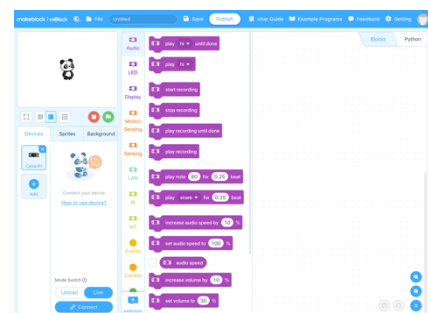 makeblock | mBlock File Untitled Save Publish User Guide Example Programs Feedback Setting
Blocks Python
Audio
LED
Display
Motion Sensing
Sensing
LAN
AI
IoT
Events
Control
play hi until done
play hi
start recording
stop recording
play recording until done
play recording
play note 60 for 0.25 beat
play snare for 0.25 beat
increase audio speed by 10 %
set audio speed to 100 %
audio speed
increase volume by 10 %
set volume to 30 %
Devices Sprites Background
CyberPi
Add
Connect your device
How to use device?
Mode Switch
Upload Live
Connect